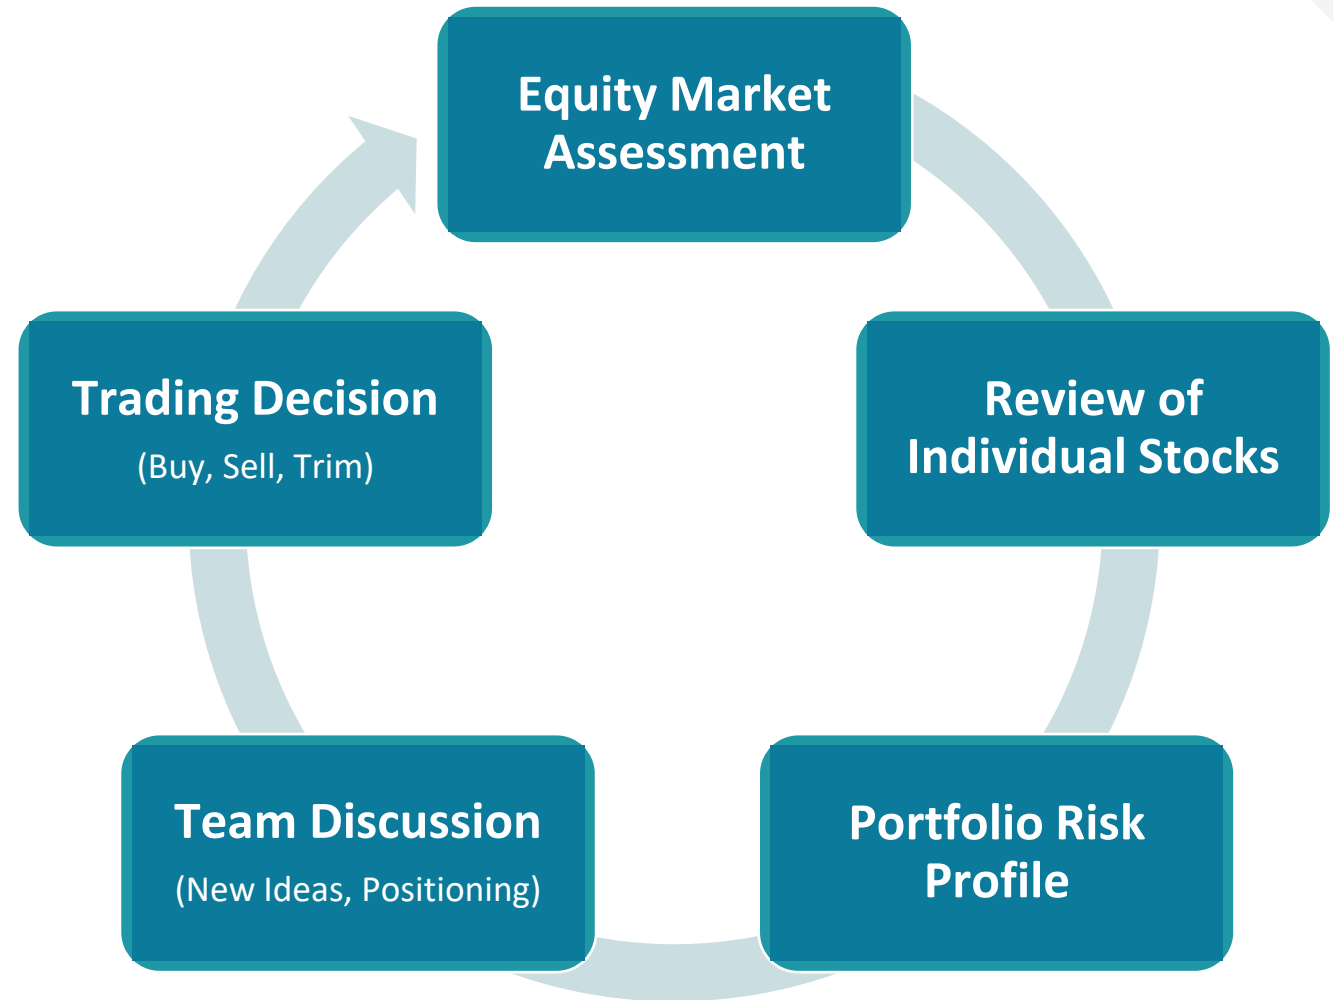 Equity Market
Assessment
Review of
Individual Stocks
Portfolio Risk
Profile
Team Discussion
(New Ideas, Positioning)
Trading Decision
(Buy, Sell, Trim)